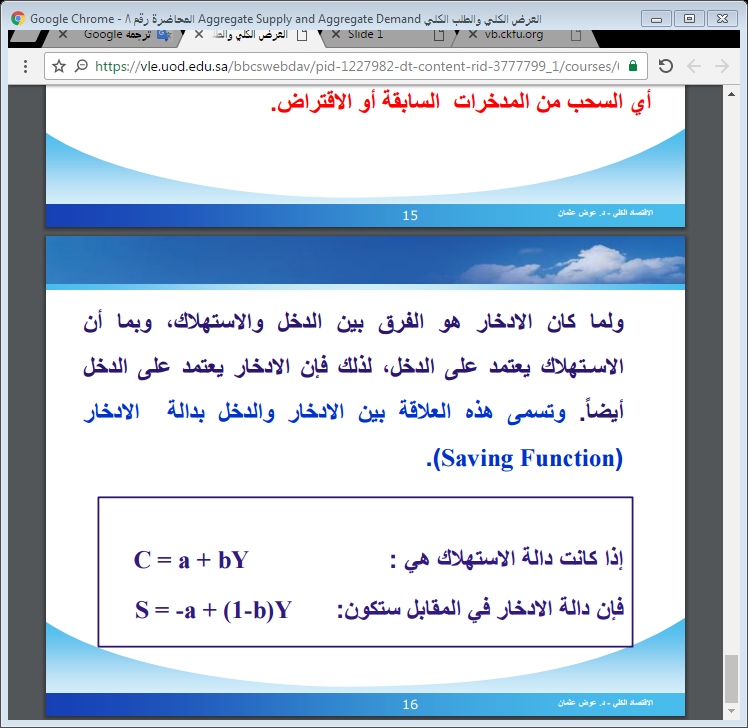 Google Chrome - العرض الكلي والطلب الكلي Aggregate Supply and Aggregate Demand المحاضرة رقم ٨
ترجمة Google
العرض الكلي والط
Slide 1
vb.ckfu.org
https://vle.uod.edu.sa/bbcswebdav/pid-1227982-dt-content-rid-3777799_1/courses/
أي السحب من المدخرات السابقة أو الاقتراض.
15
الاقتصاد الكلي - د. عوض عثمان
ولما كان الادخار هو الفرق بين الدخل والاستهلاك، وبما أن
الاستهلاك يعتمد على الدخل، لذلك فإن الادخار يعتمد على الدخل
أيضاً. وتسمى هذه العلاقة بين الادخار والدخل بدالة الادخار
(Saving Function).
إذا كانت دالة الاستهلاك هي : C = a + bY
فإن دالة الادخار في المقابل ستكون: S = -a + (1-b)Y
16
الاقتصاد الكلي - د. عوض عثمان